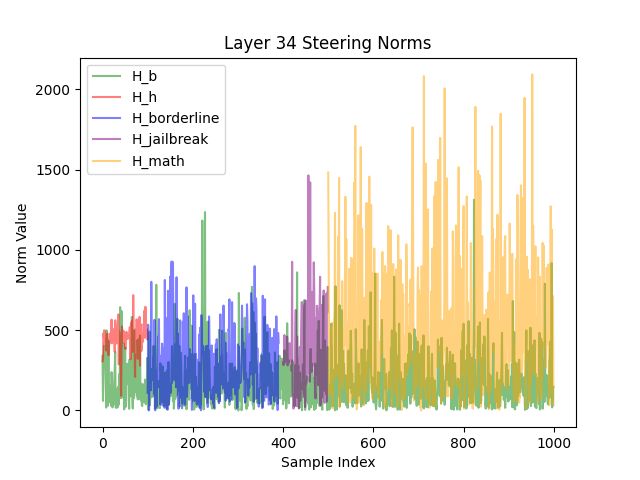 Layer 34 Steering Norms
H_b
H_h
H_borderline
H_jailbreak
H_math
2000
1500
1000
500
0
Norm Value
0 200 400 600 800 1000
Sample Index